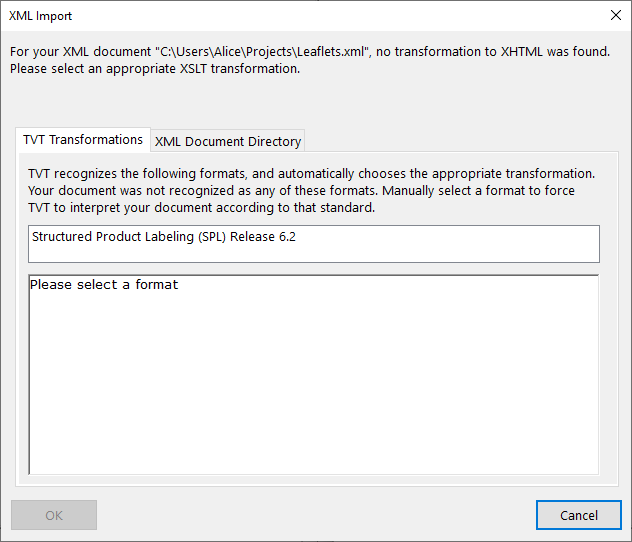 XML Import
For your XML document "C:\Users\Alice\Projects\Leaflets.xml", no transformation to XHTML was found.
Please select an appropriate XSLT transformation.
TVT Transformations
XML Document Directory
TVT recognizes the following formats, and automatically chooses the appropriate transformation.
Your document was not recognized as any of these formats. Manually select a format to force
TVT to interpret your document according to that standard.
Structured Product Labeling (SPL) Release 6.2
Please select a format
OK
Cancel